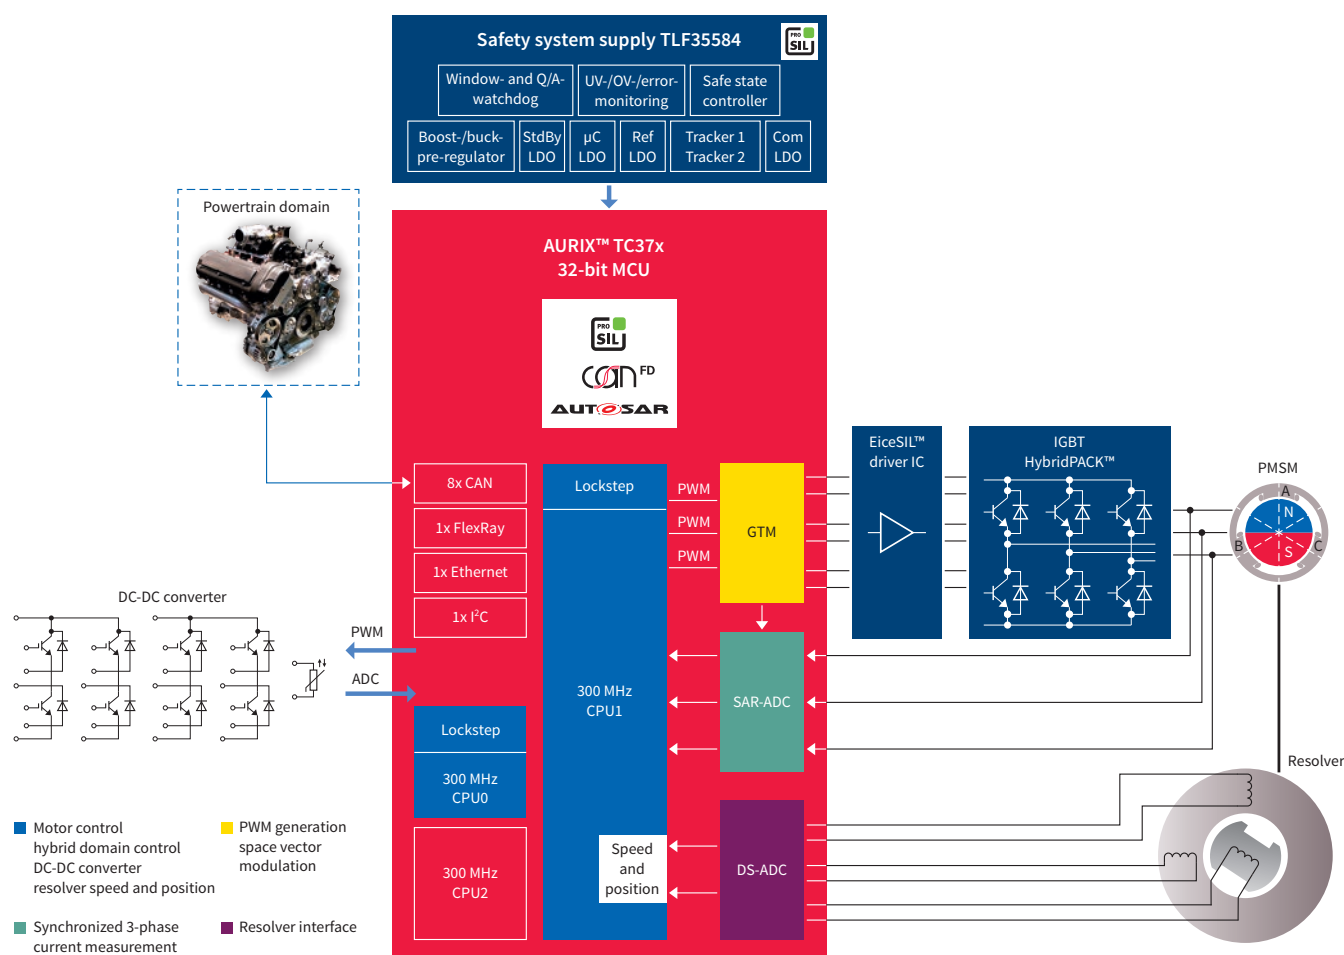 Safety system supply TLF35584
PRO
SIL
Window- and Q/A-
watchdog
UV-/OV-/error-
monitoring
Safe state
controller
Boost-/buck-
pre-regulator
StdBy
LDO
µC
LDO
Ref
LDO
Tracker 1
Tracker 2
Com
LDO
Powertrain domain
AURIX™ TC37x
32-bit MCU
PRO
SIL
CAN FD
AUTOSAR
8x CAN
1x FlexRay
1x Ethernet
1x I²C
Lockstep
300 MHz
CPU1
PWM
PWM
PWM
GTM
SAR-ADC
DS-ADC
Speed
and
position
Lockstep
300 MHz
CPU0
300 MHz
CPU2
EiceSIL™
driver IC
IGBT
HybridPACK™
PMSM
A
N
B
C
S
Resolver
DC-DC converter
PWM
ADC
Motor control
hybrid domain control
DC-DC converter
resolver speed and position
PWM generation
space vector
modulation
Synchronized 3-phase
current measurement
Resolver interface